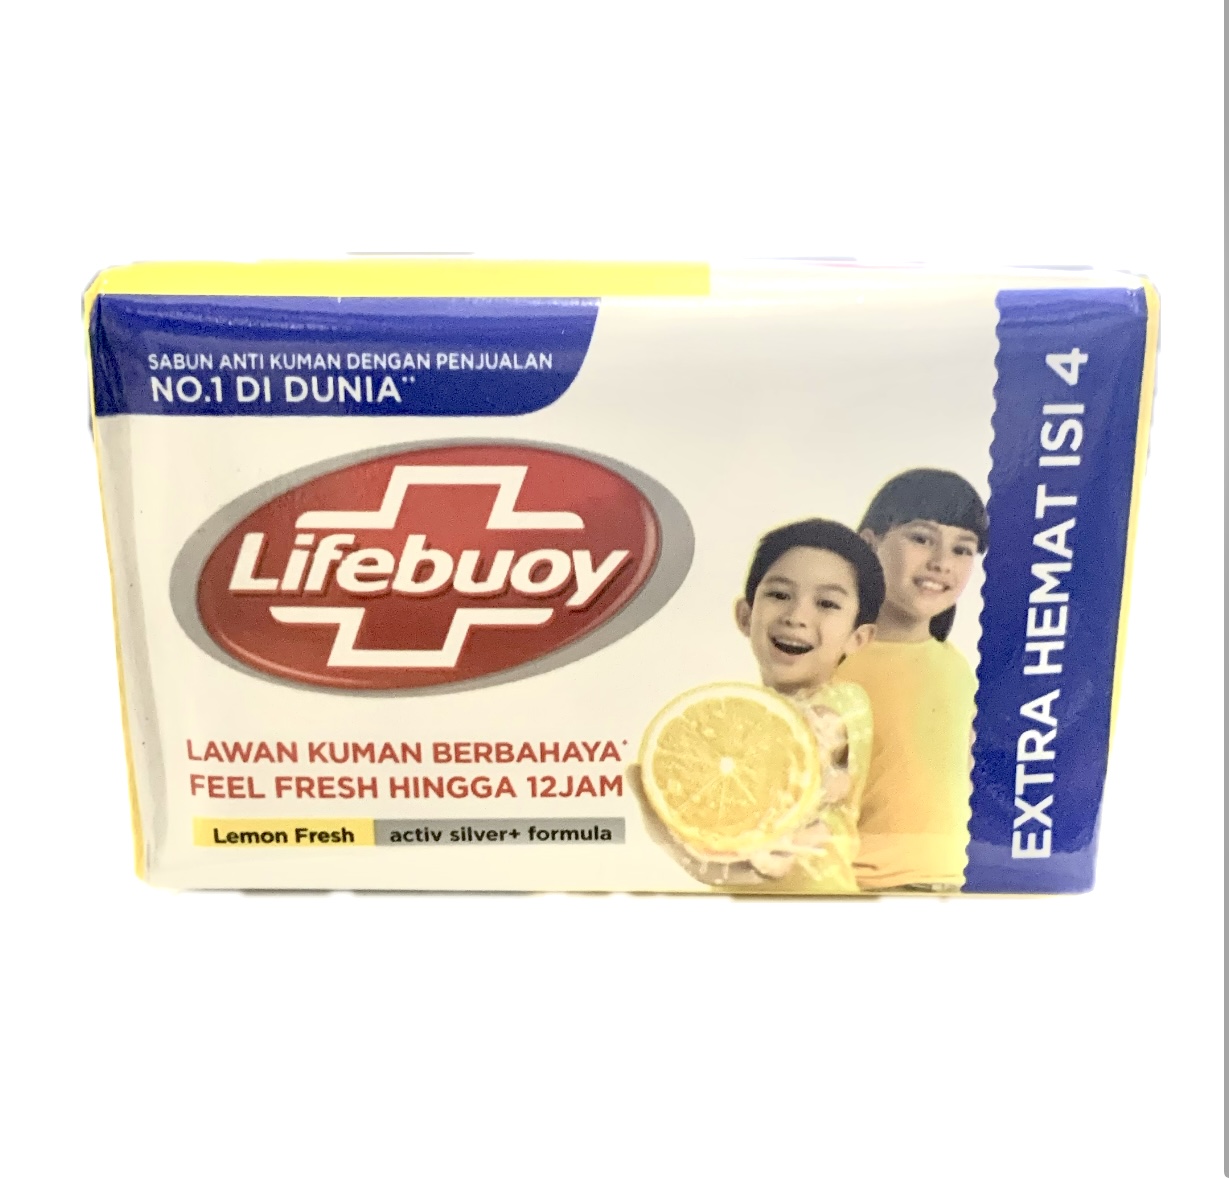 SABUN ANTI KUMAN DENGAN PENJUALAN
NO.1 DI DUNIA**
Lifebuoy
LAWAN KUMAN BERBAHAYA*
FEEL FRESH HINGGA 12JAM
Lemon Fresh activ silver+ formula
EXTRA HEMAT ISI 4